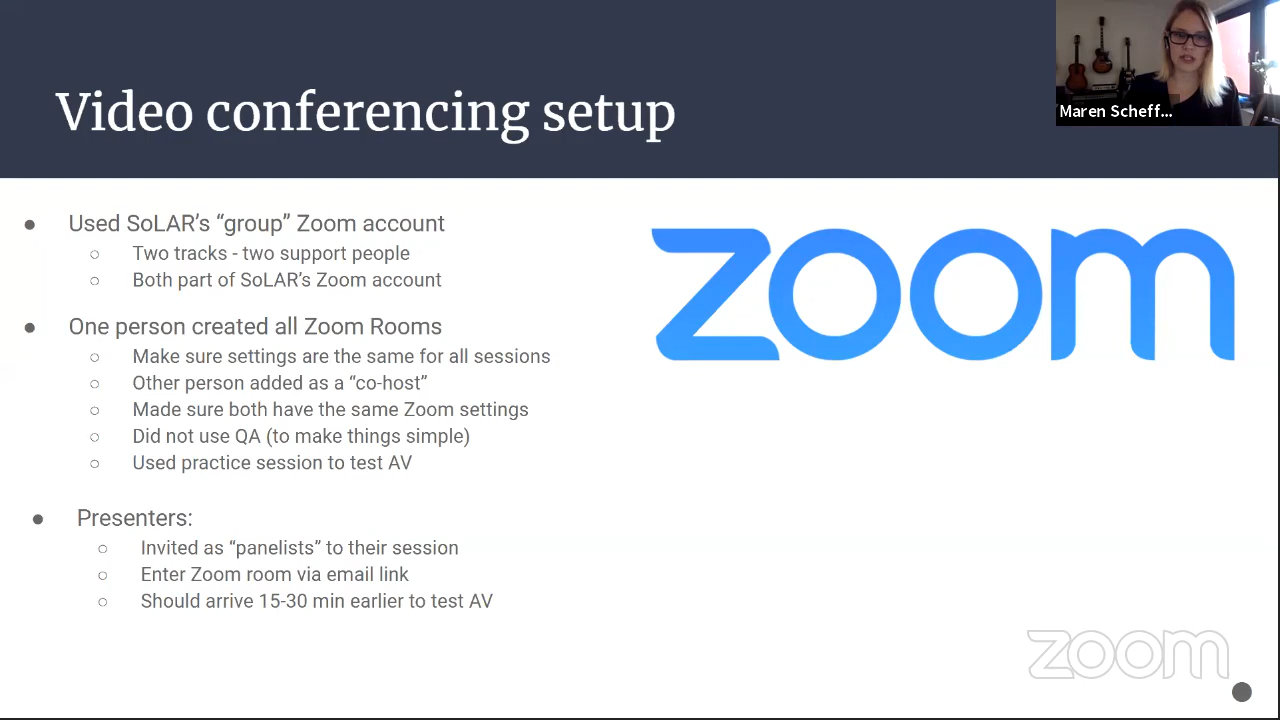 Video conferencing setup
Maren Scheff...
● Used SoLAR’s “group” Zoom account
○ Two tracks - two support people
○ Both part of SoLAR’s Zoom account
zoom
● One person created all Zoom Rooms
○ Make sure settings are the same for all sessions
○ Other person added as a “co-host”
○ Made sure both have the same Zoom settings
○ Did not use QA (to make things simple)
○ Used practice session to test AV
● Presenters:
○ Invited as “panelists” to their session
○ Enter Zoom room via email link
○ Should arrive 15-30 min earlier to test AV
zoom